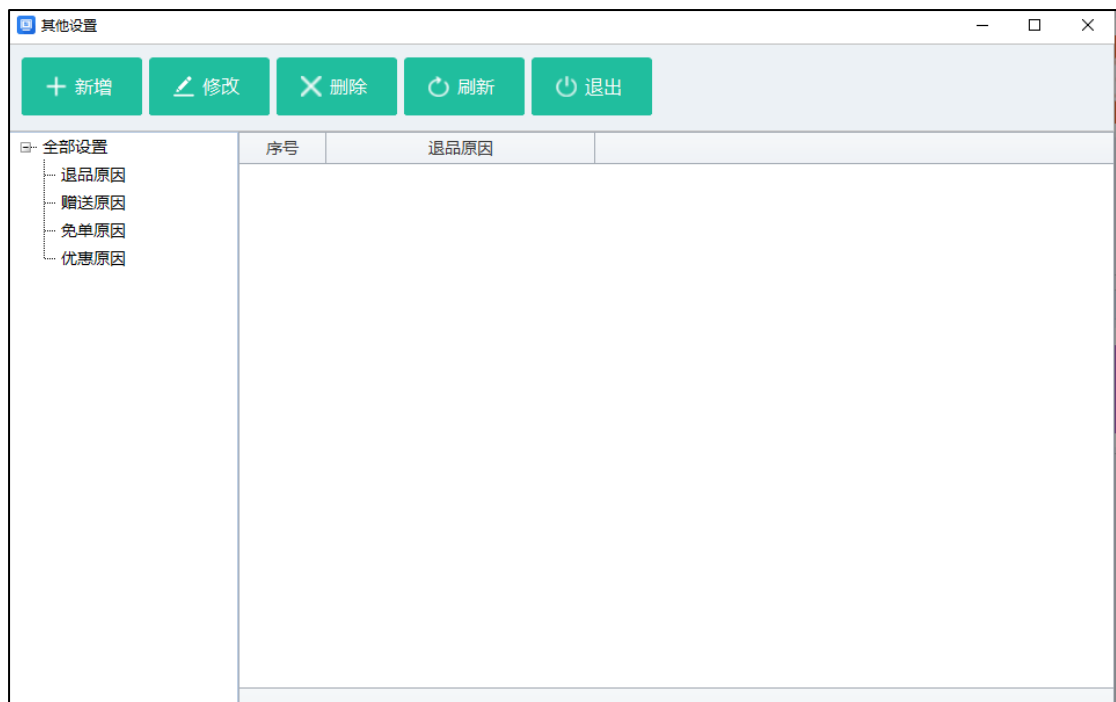 其他设置
新增 修改 删除 刷新 退出
全部设置
退品原因
赠送原因
免单原因
优惠原因
序号 退品原因